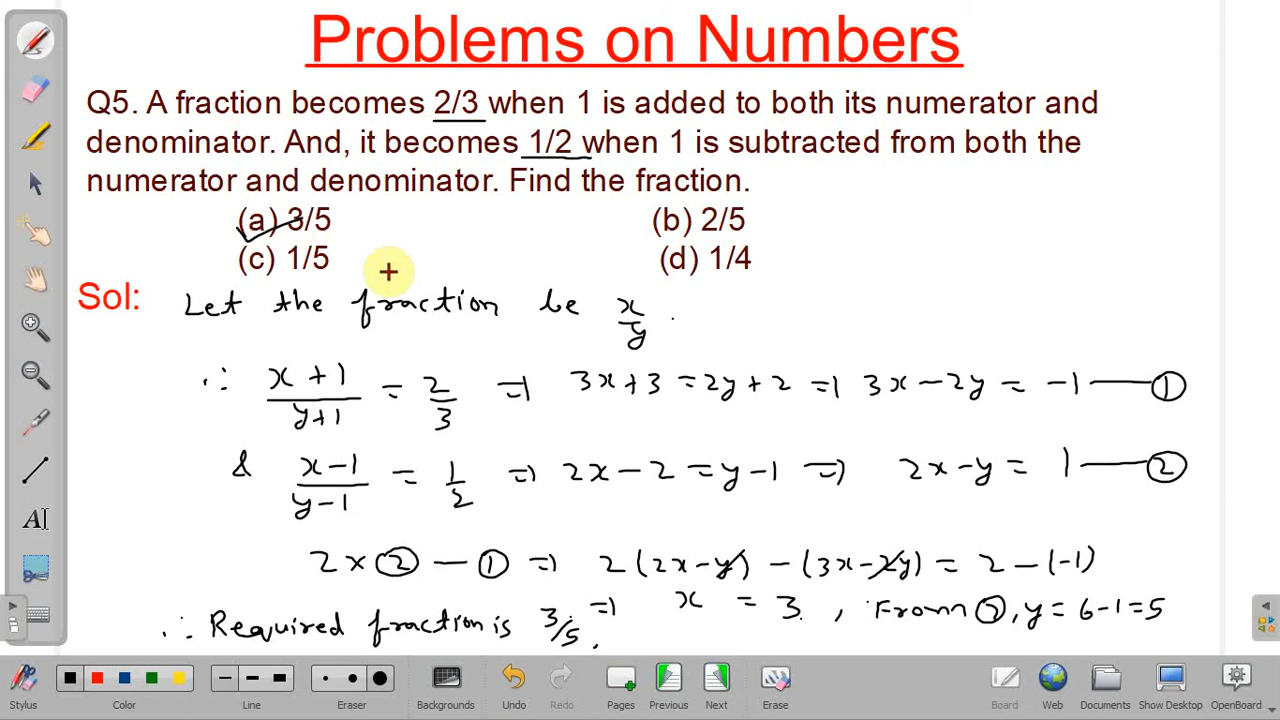 Problems on Numbers
Q5. A fraction becomes 2/3 when 1 is added to both its numerator and
denominator. And, it becomes 1/2 when 1 is subtracted from both the
numerator and denominator. Find the fraction.
(a) 3/5 (b) 2/5
(c) 1/5 (d) 1/4
Sol: Let the fraction be x/y.
∴ (x+1)/(y+1) = 2/3 ⇒ 3x+3 = 2y+2 ⇒ 3x-2y = -1 — ①
& (x-1)/(y-1) = 1/2 ⇒ 2x-2 = y-1 ⇒ 2x-y = 1 — ②
2×② - ① ⇒ 2(2x-y) - (3x-2y) = 2-(-1)
⇒ x = 3, From ②, y = 6-1=5
∴ Required fraction is 3/5.
Stylus Color Line Eraser Backgrounds Undo Pages Previous Next Erase Board Web Documents Show Desktop OpenBoard